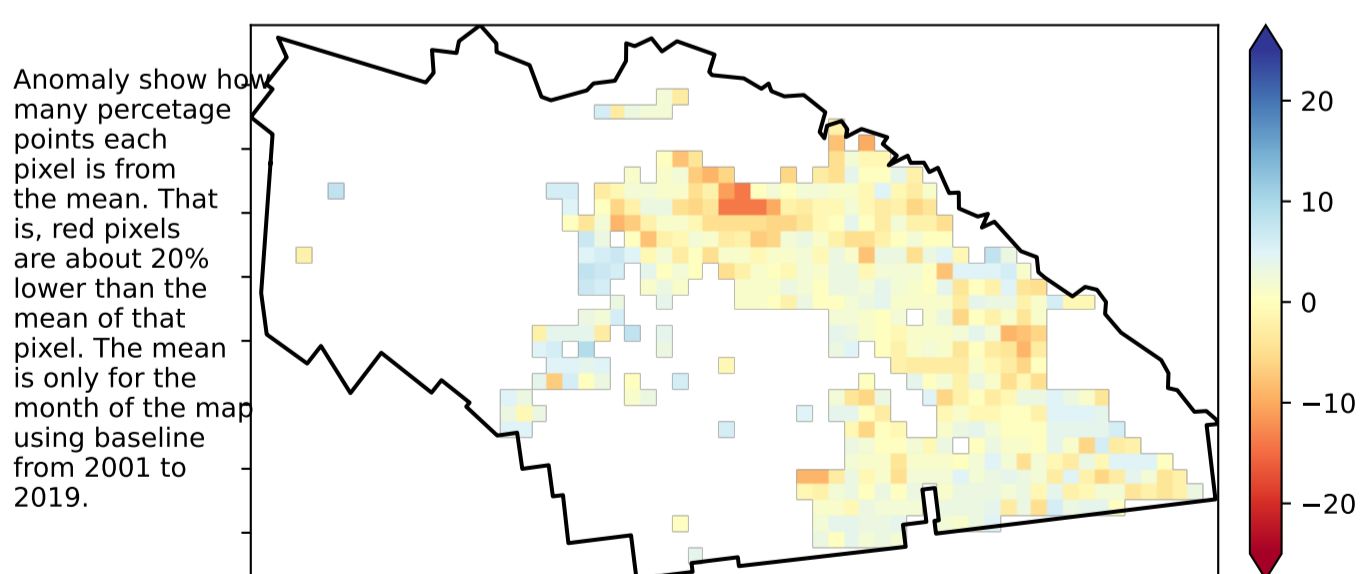 Anomaly show how
many percetage
points each
pixel is from
the mean. That
is, red pixels
are about 20%
lower than the
mean of that
pixel. The mean
is only for the
month of the map
using baseline
from 2001 to
2019.
20
10
0
−10
−20